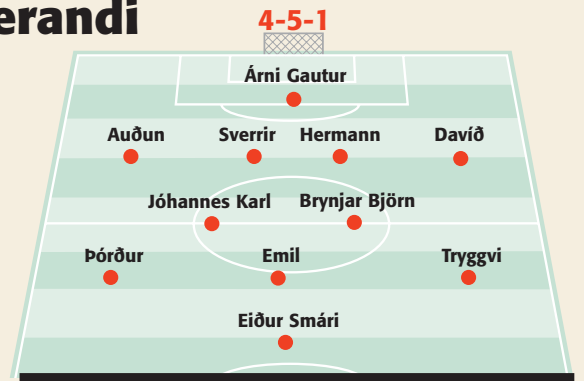 erandi
4-5-1
Árni Gautur
Auðun Sverrir Hermann Davíð
Jóhannes Karl Brynjar Björn
Þórður Emil Tryggvi
Eiður Smári